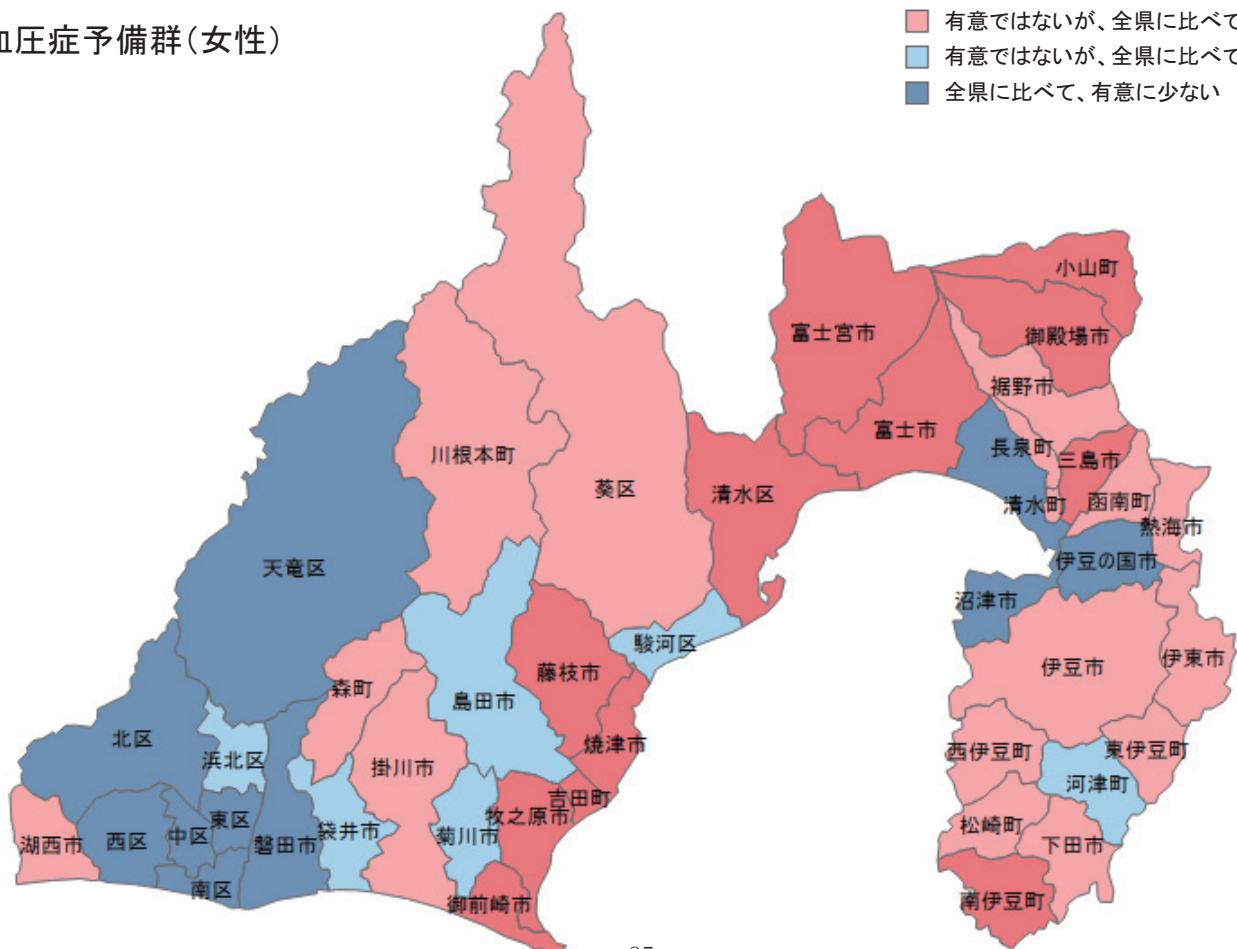 圧症予備群(女性)
有意ではないが、全県に比べて
有意ではないが、全県に比べて
全県に比べて、有意に少ない
小山町
御殿場市
富士宮市
裾野市
富士市
長泉町
三島市
川根本町
葵区
清水区
清水町
函南町
熱海市
天竜区
伊豆の国市
沼津市
駿河区
伊豆市
伊東市
藤枝市
森町
島田市
北区
焼津市
西伊豆町
東伊豆町
浜北区
掛川市
河津町
吉田町
牧之原市
東区
中区
西区
湖西市
磐田市
袋井市
菊川市
松崎町
下田市
南区
御前崎市
南伊豆町